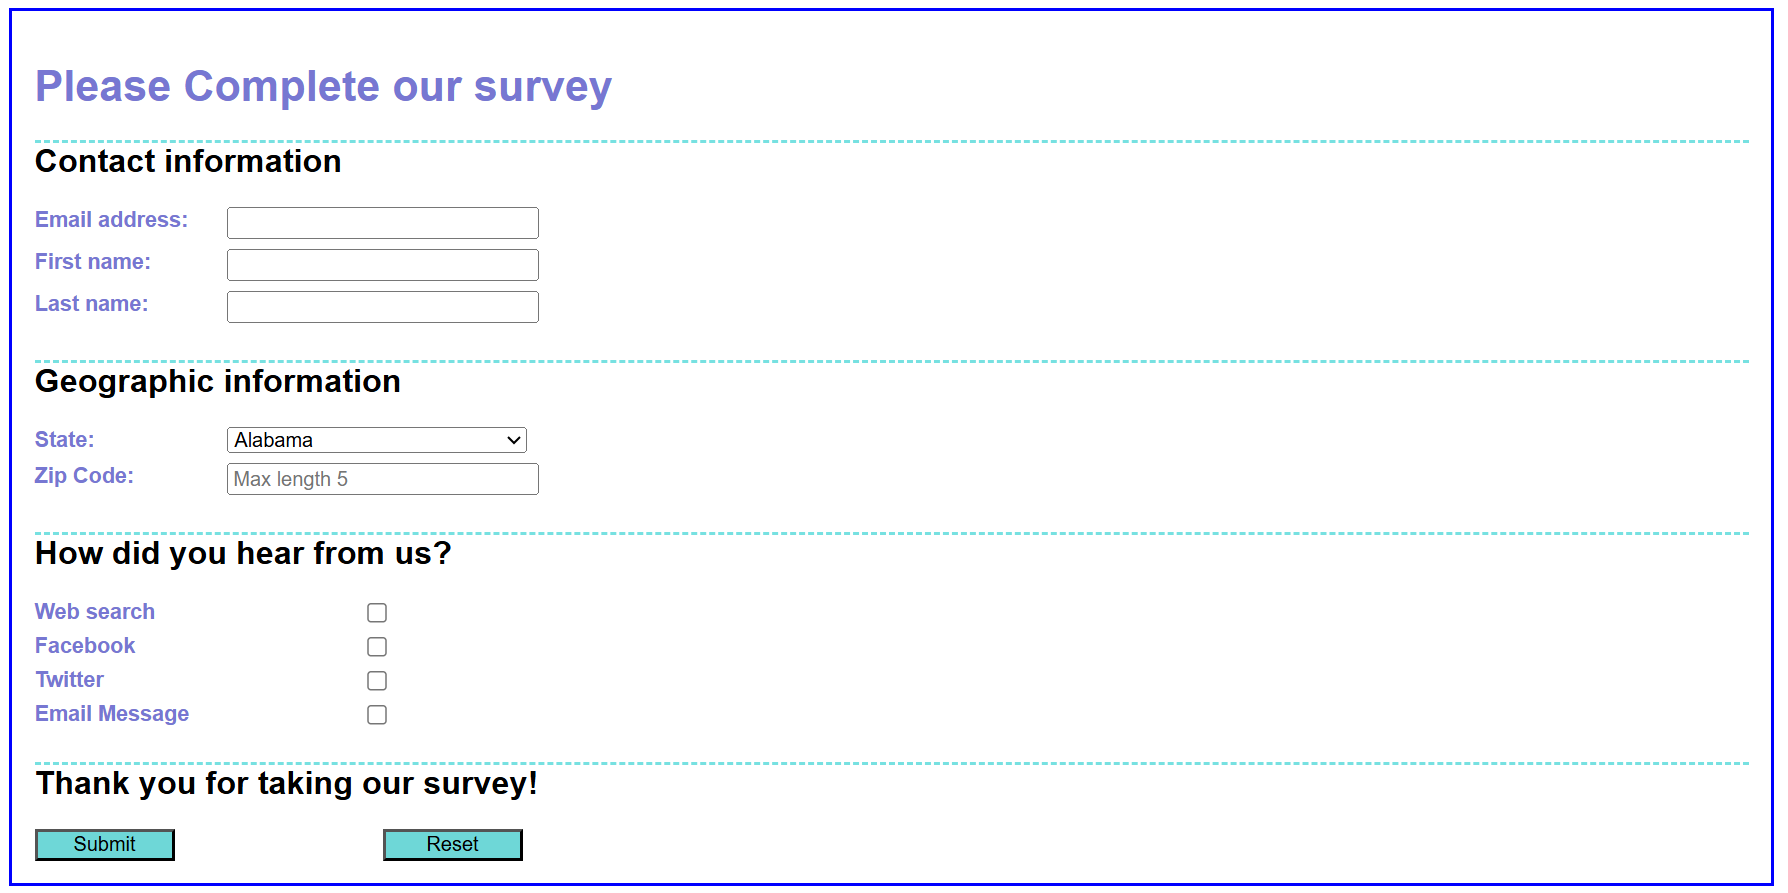 Please Complete our survey
Contact information
Email address:
First name:
Last name:
Geographic information
State: Alabama
Zip Code: Max length 5
How did you hear from us?
Web search
Facebook
Twitter
Email Message
Thank you for taking our survey!
Submit Reset